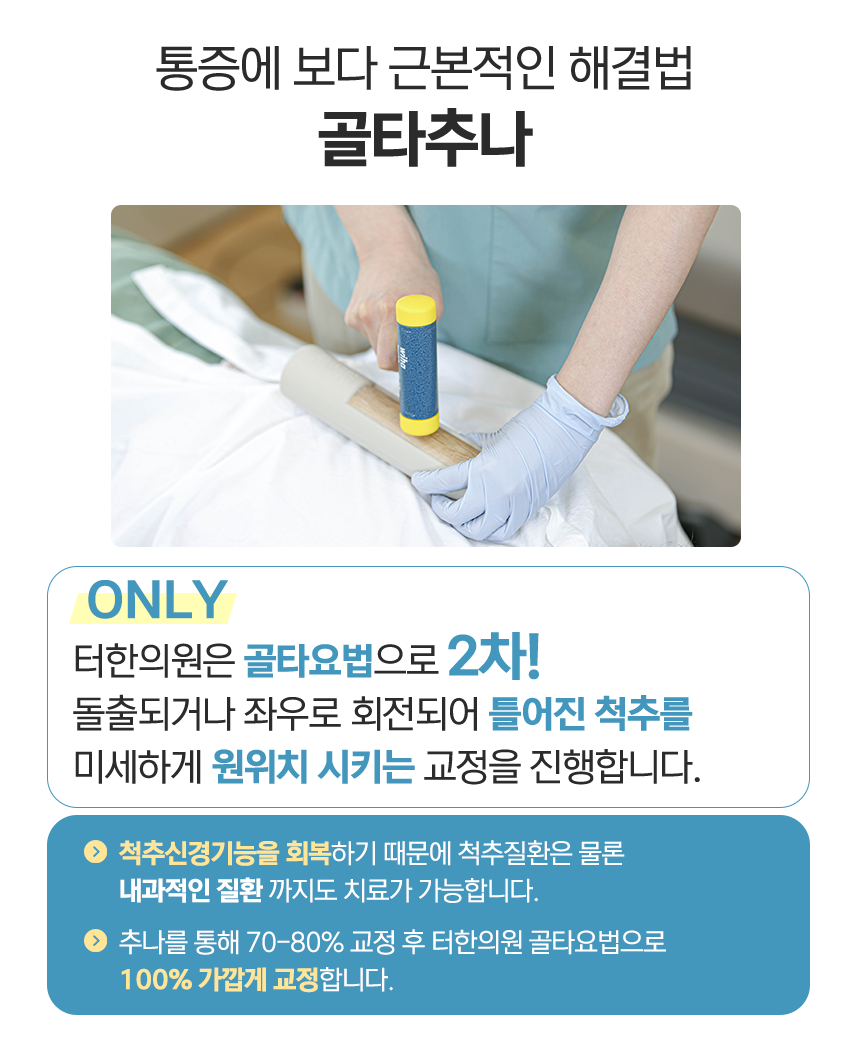 통증에 보다 근본적인 해결법
골타추나
wiha
ONLY
터한의원은 골타요법으로 2차!
돌출되거나 좌우로 회전되어 틀어진 척추를
미세하게 원위치 시키는 교정을 진행합니다.
척추신경기능을 회복하기 때문에 척추질환은 물론
내과적인 질환 까지도 치료가 가능합니다.
추나를 통해 70-80% 교정 후 터한의원 골타요법으로
100% 가깝게 교정합니다.